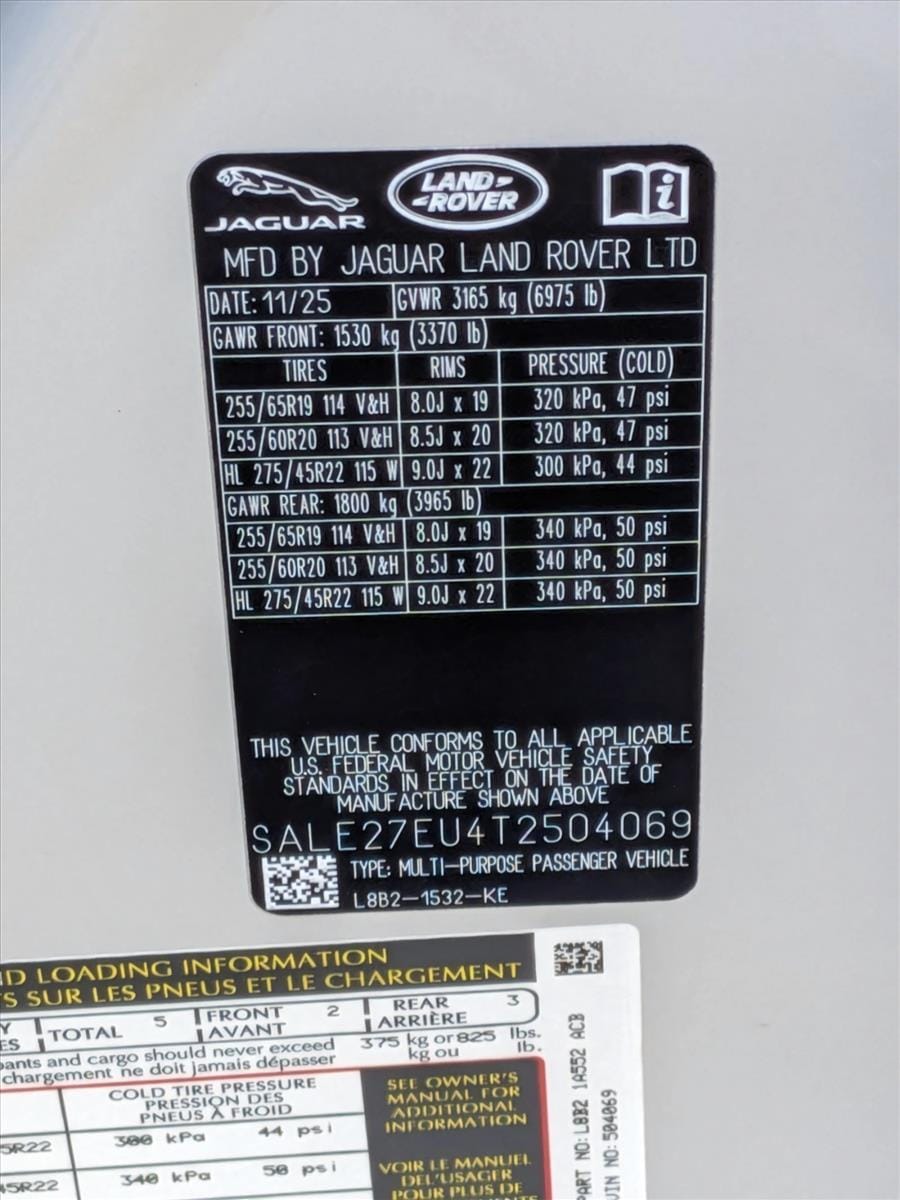 JAGUAR
LAND-
-ROVER
i
MFD BY JAGUAR LAND ROVER LTD
DATE: 11/25 GVWR 3165 kg (6975 lb)
GAWR FRONT: 1530 kg (3370 lb)
TIRES RIMS PRESSURE (COLD)
255/65R19 114 V&H 8.0J x 19 320 kPa, 47 psi
255/60R20 113 V&H 8.5J x 20 320 kPa, 47 psi
HL 275/45R22 115 W 9.0J x 22 300 kPa, 44 psi
GAWR REAR: 1800 kg (3965 lb)
255/65R19 114 V&H 8.0J x 19 340 kPa, 50 psi
255/60R20 113 V&H 8.5J x 20 340 kPa, 50 psi
HL 275/45R22 115 W 9.0J x 22 340 kPa, 50 psi
THIS VEHICLE CONFORMS TO ALL APPLICABLE
U.S. FEDERAL MOTOR VEHICLE SAFETY
STANDARDS IN EFFECT ON THE DATE OF
MANUFACTURE SHOWN ABOVE
SALE27EU4T2504069
TYPE: MULTI-PURPOSE PASSENGER VEHICLE
L8B2-1532-KE
ND LOADING INFORMATION
TS SUR LES PNEUS ET LE CHARGEMENT
Y TOTAL 5 FRONT 2 REAR 3
ES AVANT ARRIÈRE
pants and cargo should never exceed 375 kg or 825 lbs.
chargement ne doit jamais dépasser kg ou lb.
COLD TIRE PRESSURE
PRESSION DES
PNEUS À FROID
5R22 300 kPa 44 psi
45R22 340 kPa 50 psi
SEE OWNER'S
MANUAL FOR
ADDITIONAL
INFORMATION
VOIR LE MANUEL
DE L'USAGER
POUR PLUS DE
PART NO: L8B2 1A552 ACB
VIN NO: 504069